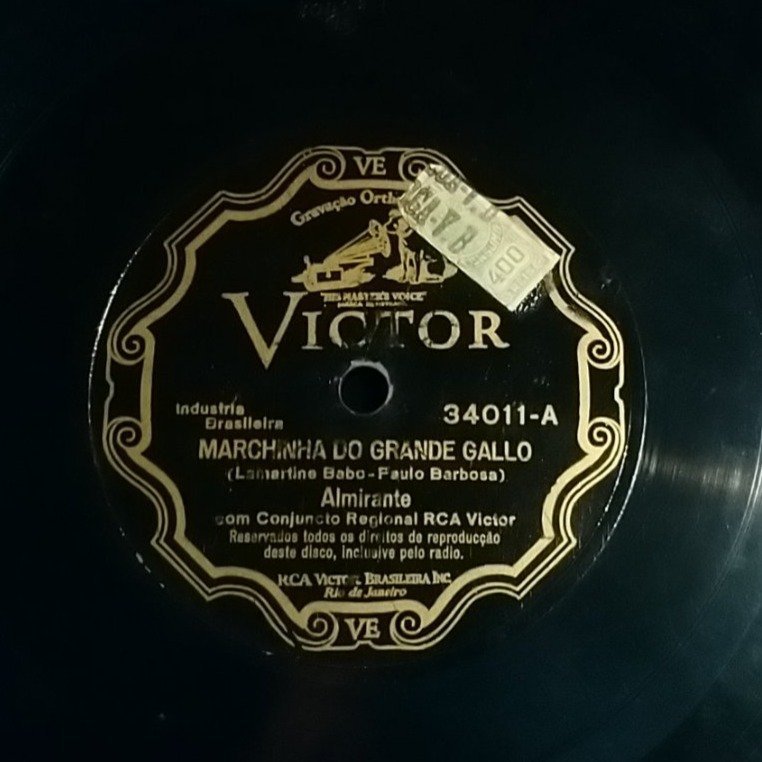 VE
Gravação Orth
"HIS MASTER'S VOICE"
VICTOR
400
Industria
Brasileira
34011-A
MARCHINHA DO GRANDE GALLO
(Lamartine Babo-Paulo Barbosa)
Almirante
com Conjuncto Regional RCA Victor
Reservados todos os direitos de reproducção
deste disco, inclusive pelo radio.
RCA VICTOR BRASILEIRA INC.
Rio de Janeiro
VE